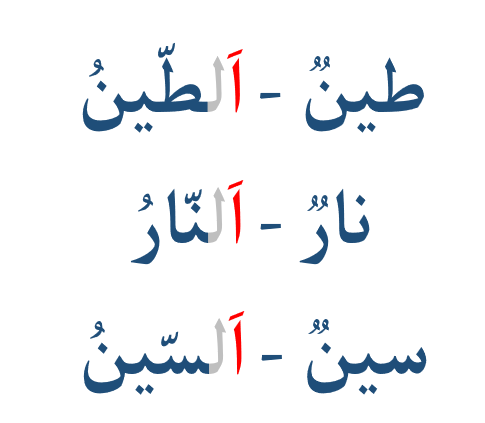 طينٌ - اَلطّينُ
نارٌ - اَلنّارُ
سينٌ - اَلسّينُ